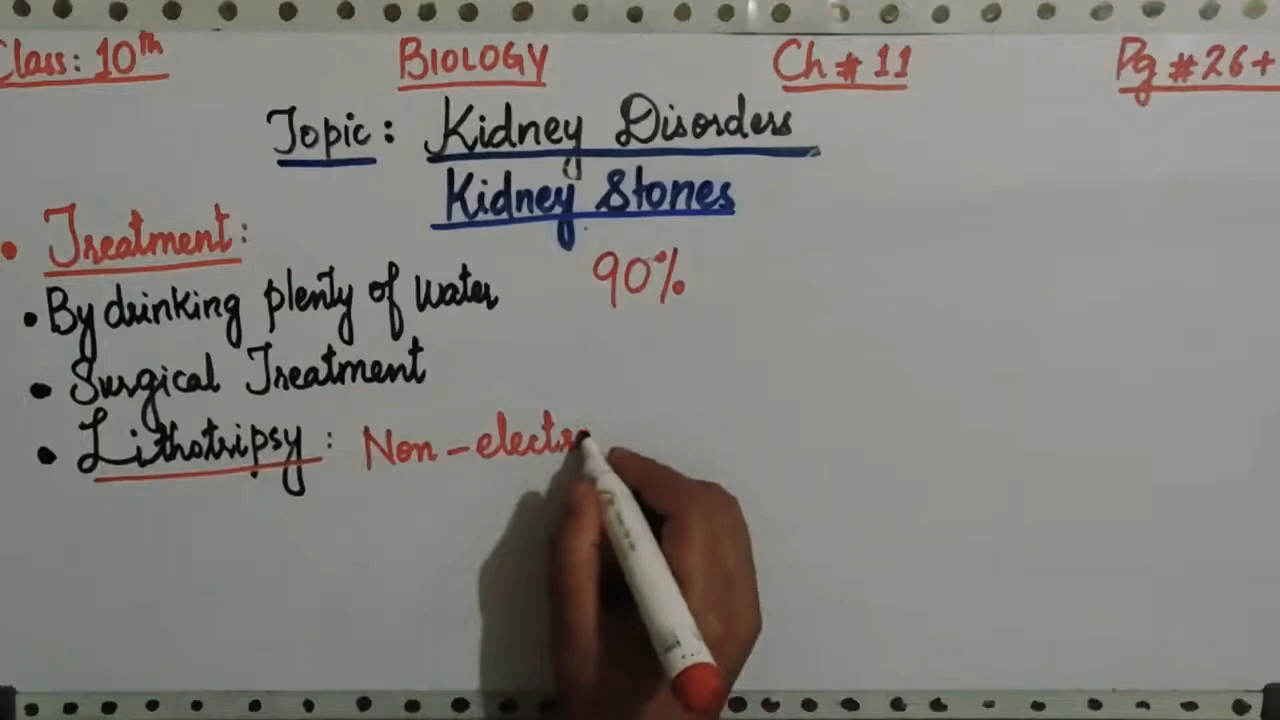 Class: 10th BIOLOGY Ch # 11 Pg # 26+
Topic: Kidney Disorders
Kidney Stones
• Treatment:
• By drinking plenty of water 90%
• Surgical Treatment
• Lithotripsy: Non-electr